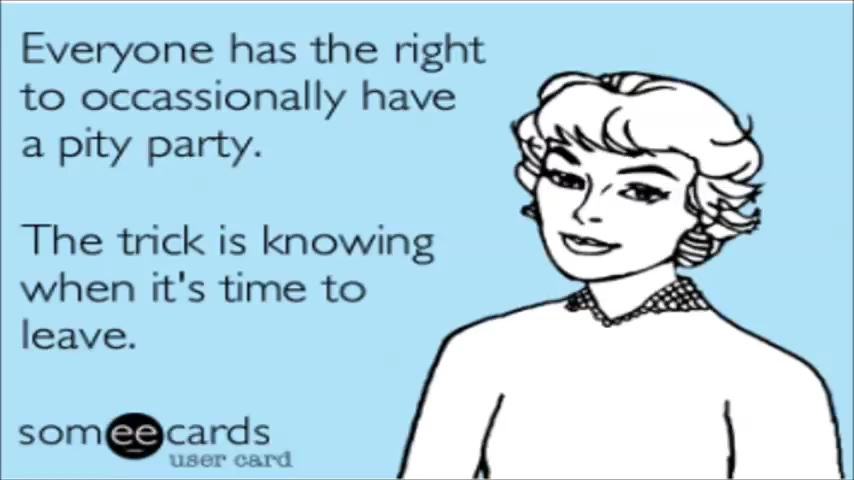 Everyone has the right
to occassionally have
a pity party.
The trick is knowing
when it's time to
leave.
someecards
user card